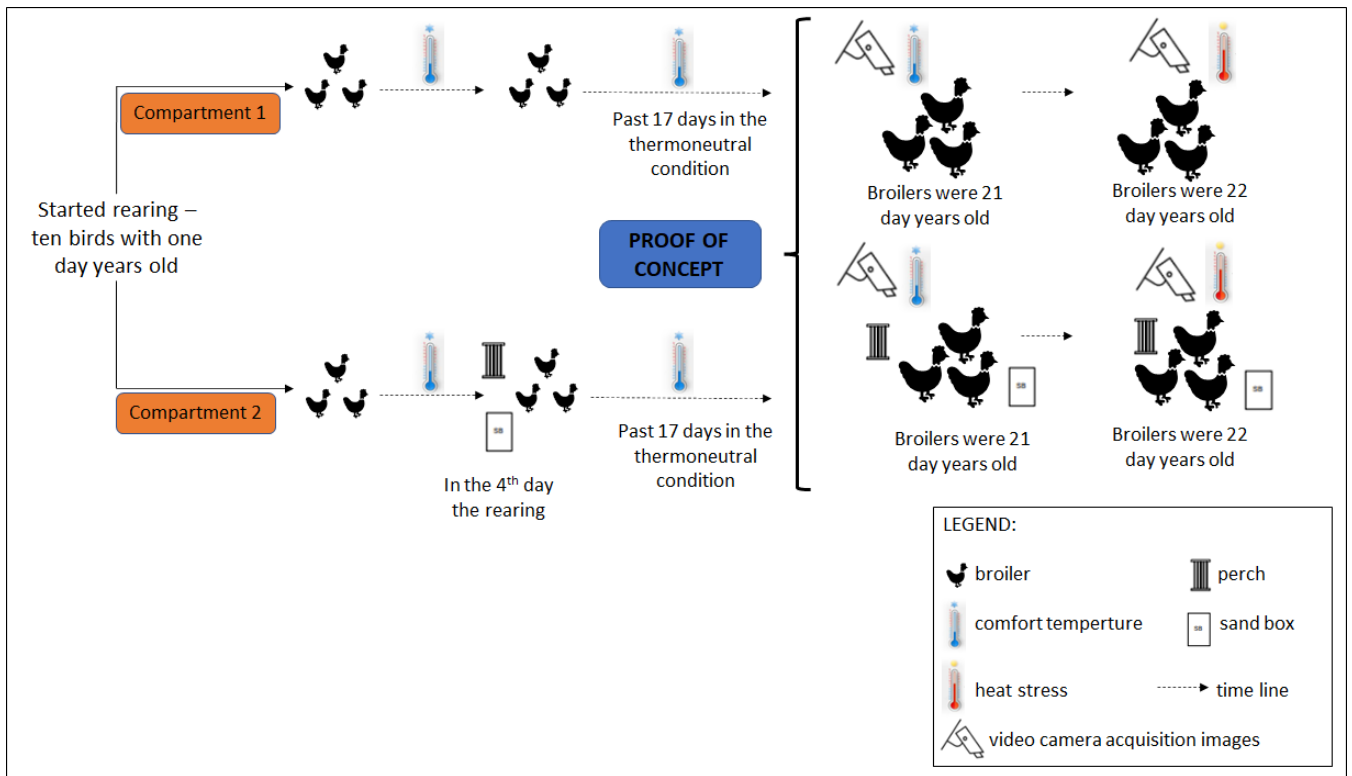 Compartment 1
Past 17 days in the
thermoneutral
condition
Broilers were 21
day years old
Broilers were 22
day years old
Started rearing –
ten birds with one
day years old
PROOF OF
CONCEPT
Compartment 2
SB
In the 4th day
the rearing
Past 17 days in the
thermoneutral
condition
SB
Broilers were 21
day years old
SB
Broilers were 22
day years old
LEGEND:
broiler
perch
comfort temperture
SB
sand box
heat stress
time line
video camera acquisition images